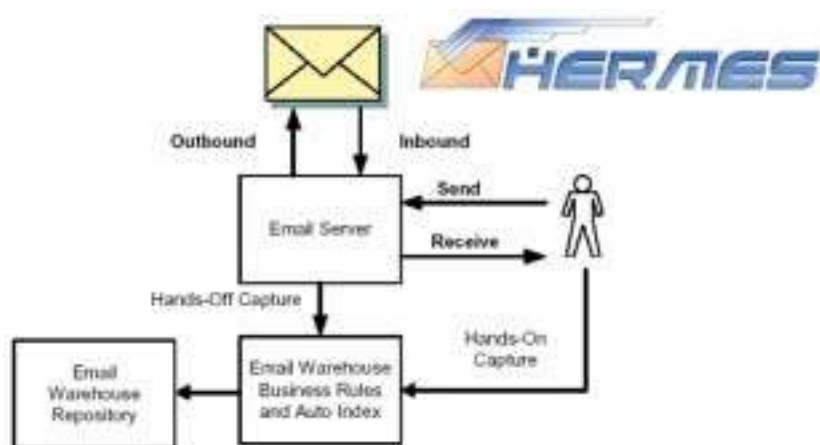 HERMES
Outbound
Inbound
Send
Email Server
Receive
Hands-Off Capture
Hands-On
Capture
Email
Warehouse
Repository
Email Warehouse
Business Rules
and Auto Index